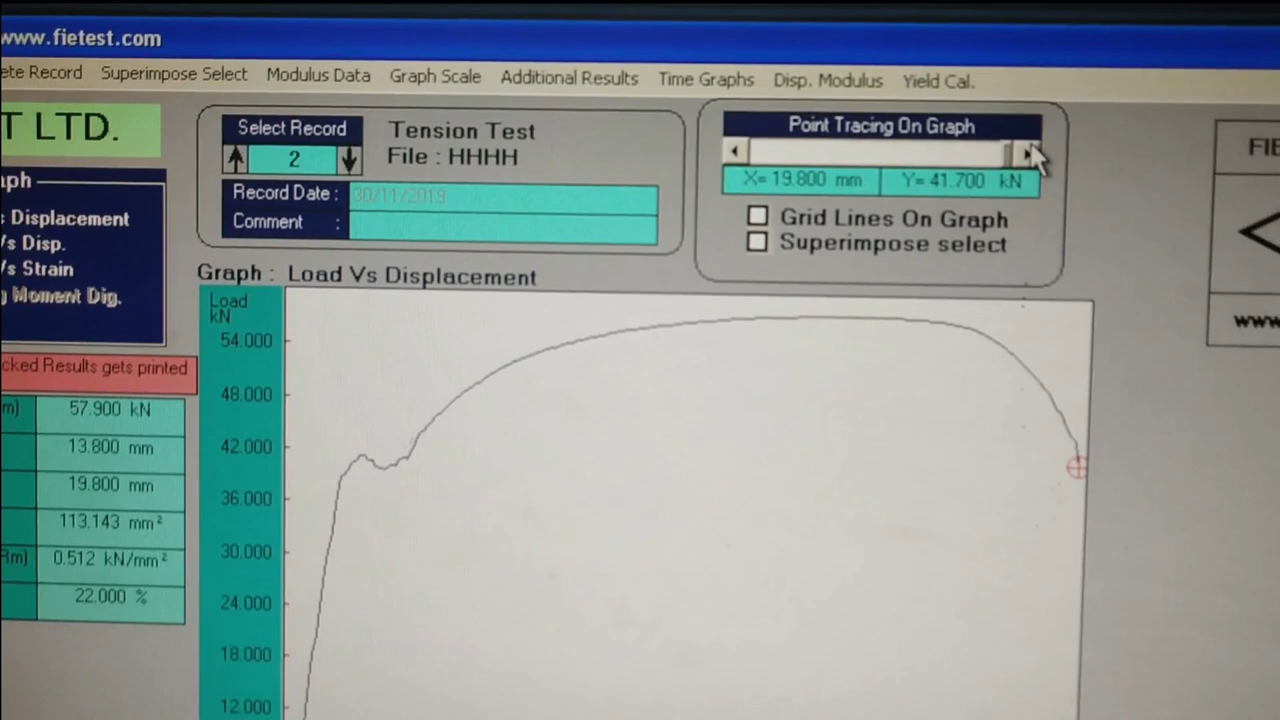 www.fietest.com
ete Record Superimpose Select Modulus Data Graph Scale Additional Results Time Graphs Disp. Modulus Yield Cal.
T LTD.
Select Record
2
Tension Test
File : HHHH
Record Date : 30/11/2019
Comment :
Point Tracing On Graph
X= 19.800 mm Y= 41.700 kN
Grid Lines On Graph
Superimpose select
FIE
www
ph
s Displacement
/s Disp.
/s Strain
g Moment Dig.
cked Results gets printed
m) 57.900 kN
13.800 mm
19.800 mm
113.143 mm²
Rm) 0.512 kN/mm²
22.000 %
Graph : Load Vs Displacement
Load
kN
54.000
48.000
42.000
36.000
30.000
24.000
18.000
12.000